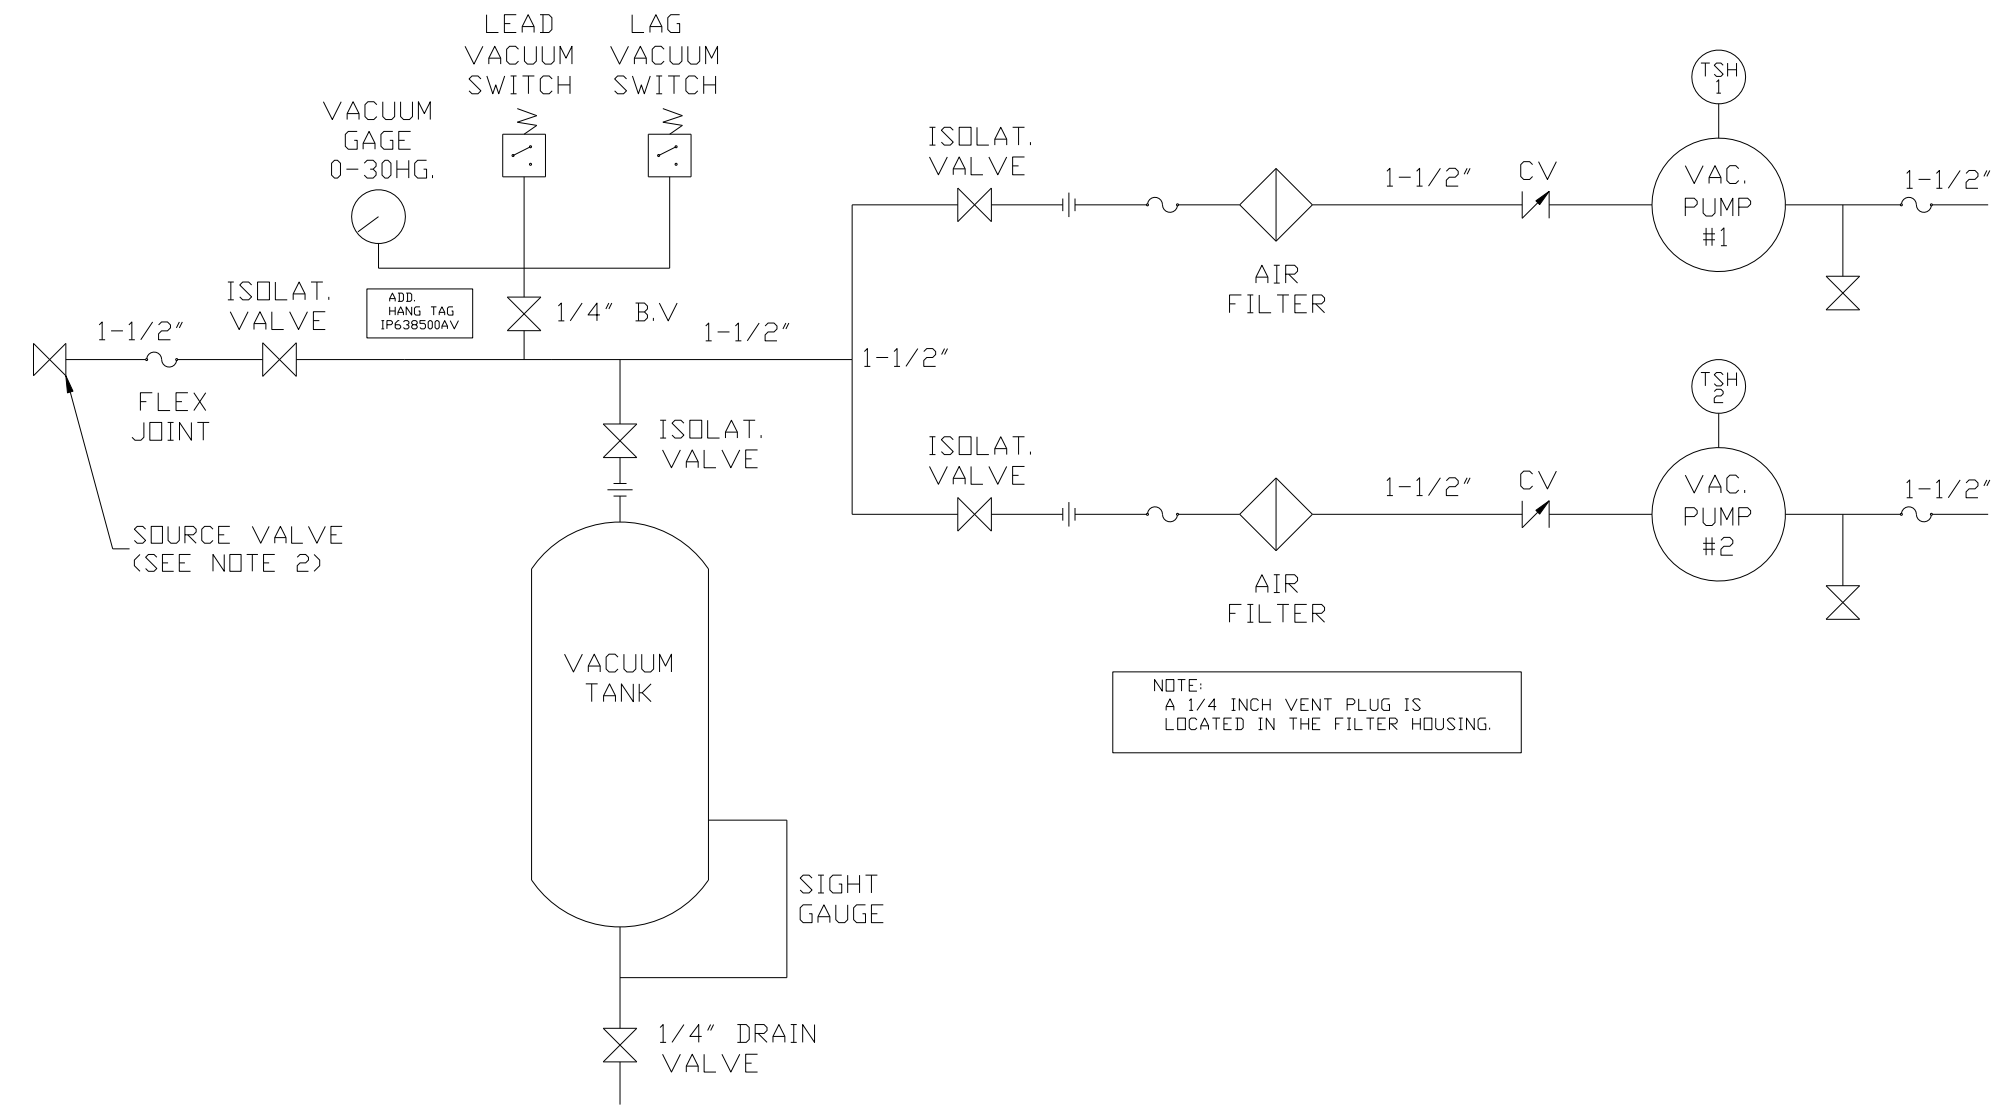 LEAD
VACUUM
SWITCH
LAG
VACUUM
SWITCH
VACUUM
GAGE
0-30HG.
ISOLAT.
VALVE
ADD.
HANG TAG
IP638500AV
1/4" B.V
1-1/2"
1-1/2"
1-1/2"
FLEX
JOINT
SOURCE VALVE
(SEE NOTE 2)
ISOLAT.
VALVE
VACUUM
TANK
SIGHT
GAUGE
1/4" DRAIN
VALVE
ISOLAT.
VALVE
AIR
FILTER
1-1/2"
CV
TSH
1
VAC.
PUMP
#1
1-1/2"
ISOLAT.
VALVE
AIR
FILTER
1-1/2"
CV
TSH
2
VAC.
PUMP
#2
1-1/2"
NOTE:
A 1/4 INCH VENT PLUG IS
LOCATED IN THE FILTER HOUSING.